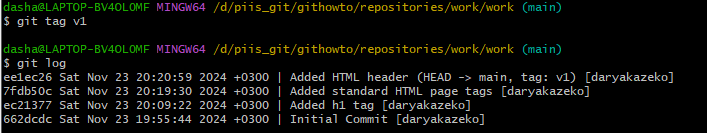 dasha@LAPTOP-BV4OL0MF MINGW64 /d/piis_git/githowto/repositories/work/work (main)
$ git tag v1
dasha@LAPTOP-BV4OL0MF MINGW64 /d/piis_git/githowto/repositories/work/work (main)
$ git log
ee1ec26 Sat Nov 23 20:20:59 2024 +0300 | Added HTML header (HEAD -> main, tag: v1) [daryakazeko]
7fdb50c Sat Nov 23 20:19:30 2024 +0300 | Added standard HTML page tags [daryakazeko]
ec21377 Sat Nov 23 20:09:22 2024 +0300 | Added h1 tag [daryakazeko]
662dcdc Sat Nov 23 19:55:44 2024 +0300 | Initial Commit [daryakazeko]